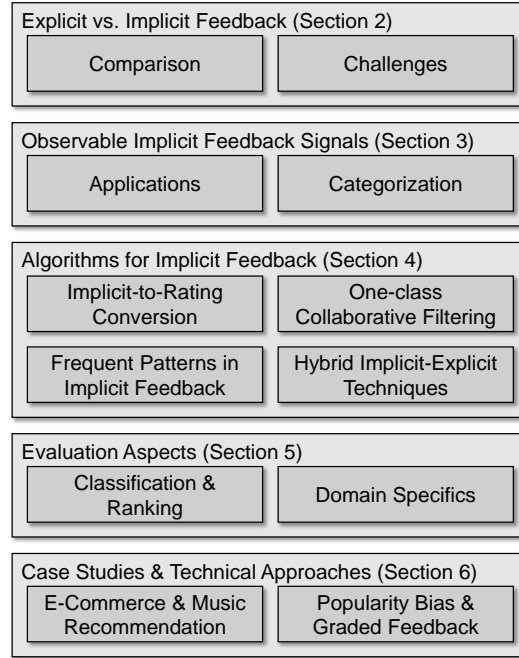 Explicit vs. Implicit Feedback (Section 2)
Comparison
Challenges
Observable Implicit Feedback Signals (Section 3)
Applications
Categorization
Algorithms for Implicit Feedback (Section 4)
Implicit-to-Rating
Conversion
One-class
Collaborative Filtering
Frequent Patterns in
Implicit Feedback
Hybrid Implicit-Explicit
Techniques
Evaluation Aspects (Section 5)
Classification &
Ranking
Domain Specifics
Case Studies & Technical Approaches (Section 6)
E-Commerce & Music
Recommendation
Popularity Bias &
Graded Feedback